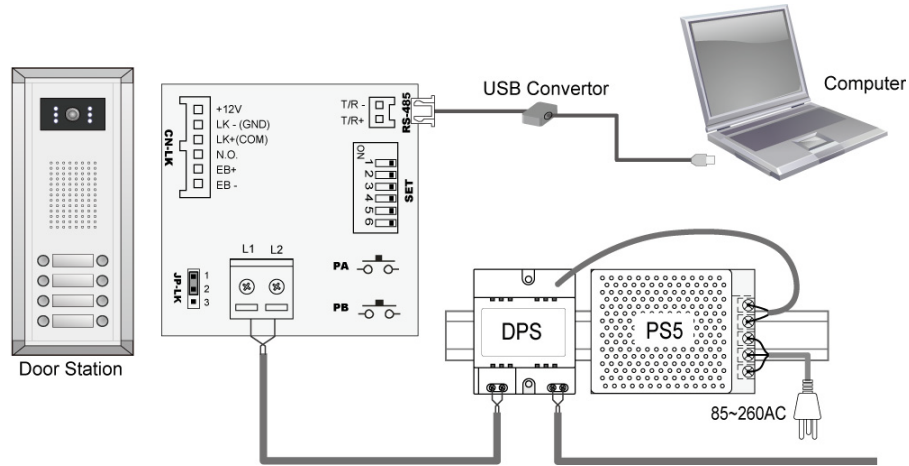 Door Station
CN-LK
+12V
LK - (GND)
LK+(COM)
N.O.
EB+
EB -
T/R -
T/R+
RS-485
ON
1
2
3
4
5
6
SET
L1 L2
JP-LK
1
2
3
PA
PB
USB Convertor
Computer
DPS
PS5
85~260AC